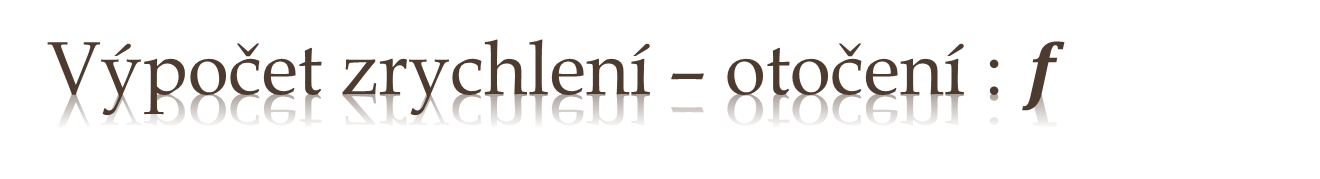 Výpočet zrychlení – otočení : f